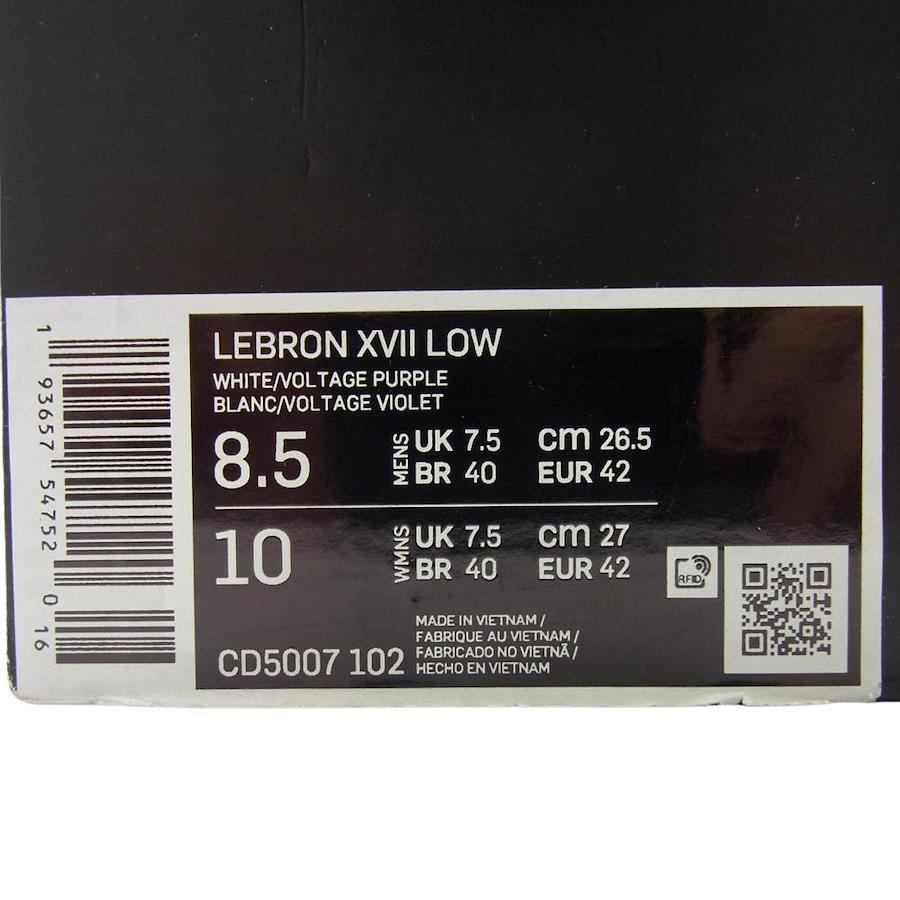 LEBRON XVII LOW
WHITE/VOLTAGE PURPLE
BLANC/VOLTAGE VIOLET
8.5 MENS UK 7.5 cm 26.5
BR 40 EUR 42
10 WMNS UK 7.5 cm 27
BR 40 EUR 42
RFID
CD5007 102
MADE IN VIETNAM /
FABRIQUE AU VIETNAM /
FABRICADO NO VIETNÃ /
HECHO EN VIETNAM
1 93657 54752 0 16